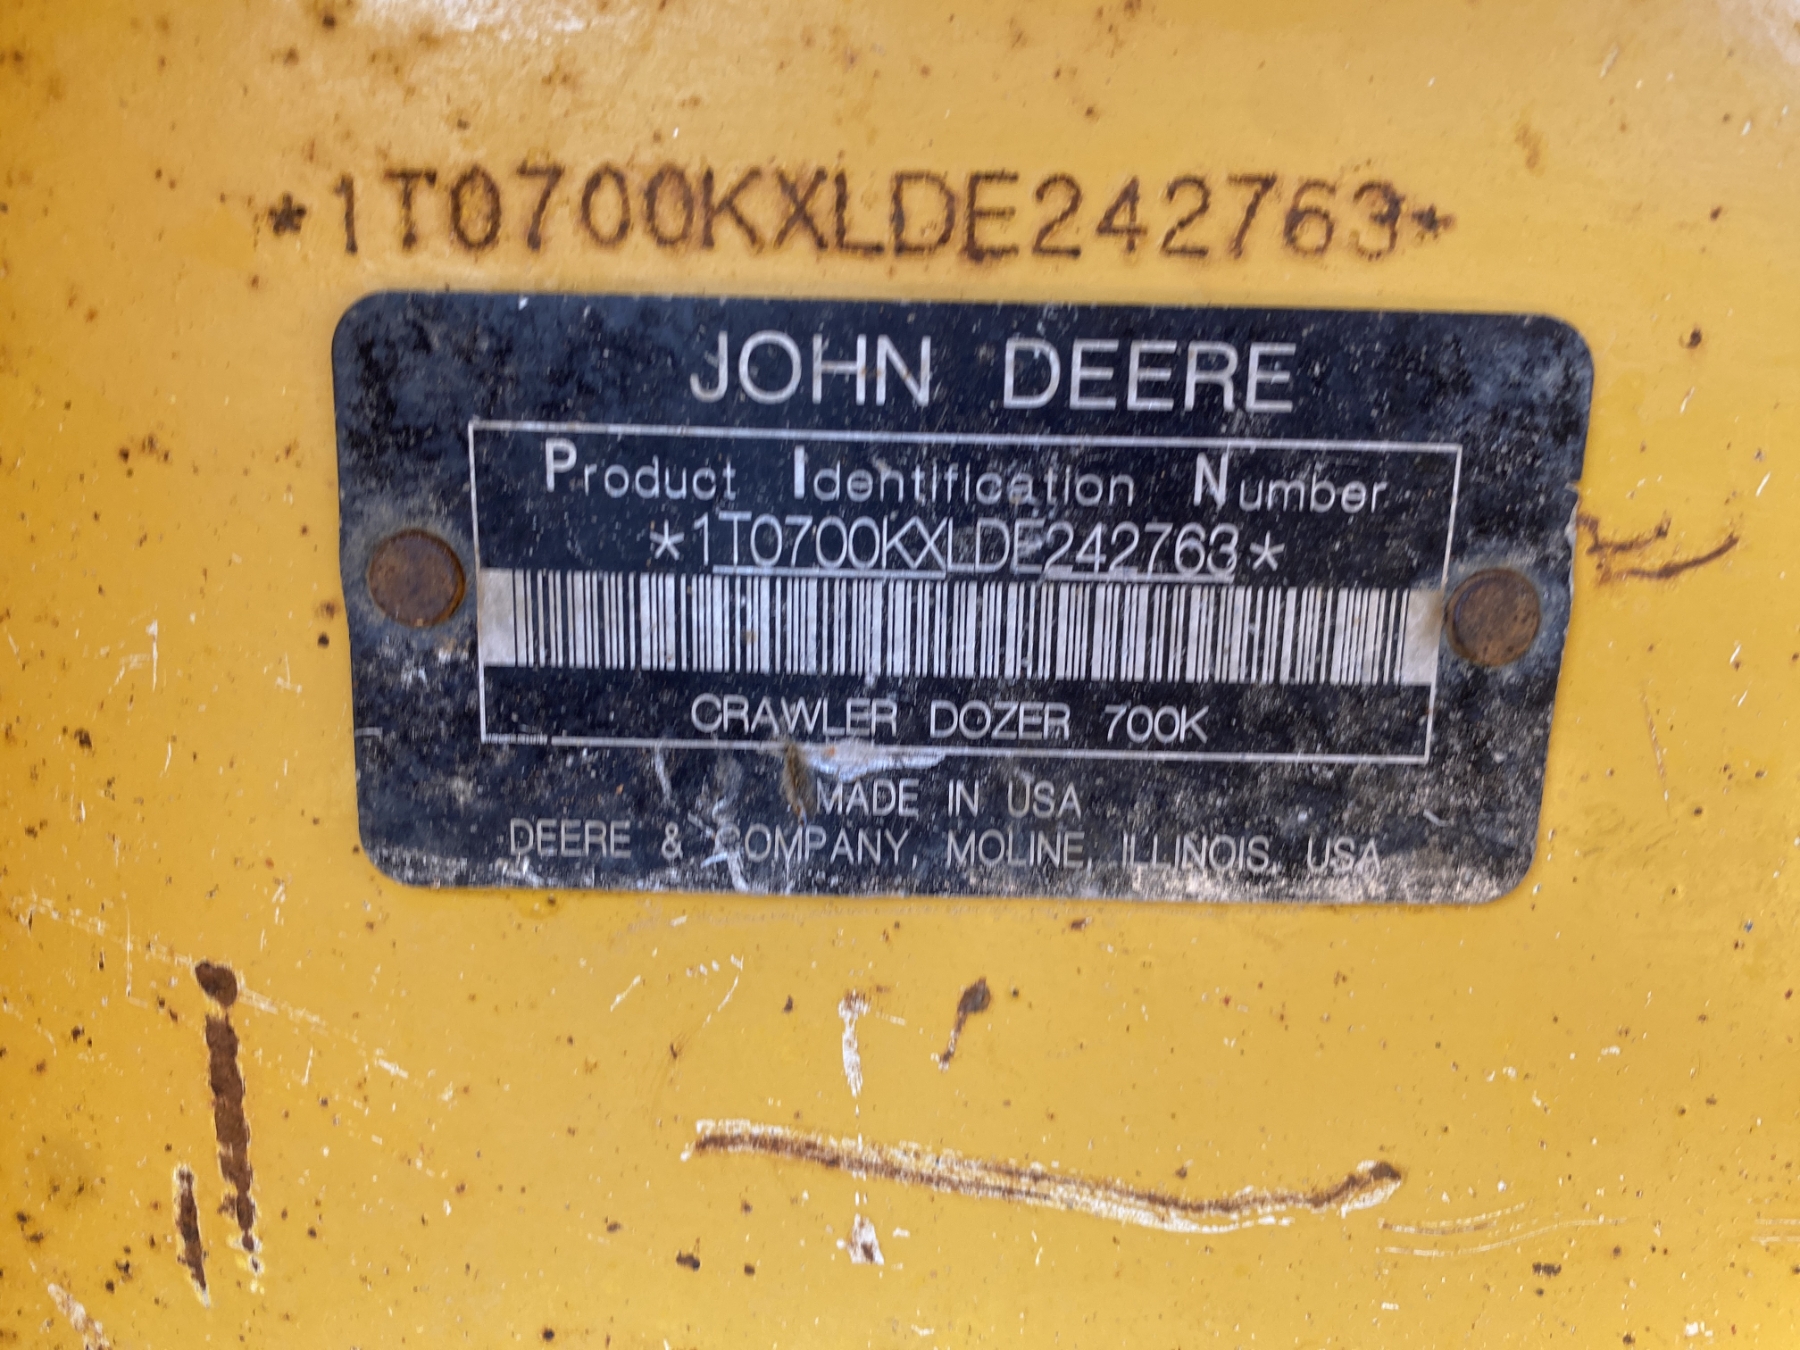 *1T0700KXLDE242763*
JOHN DEERE
Product Identification Number
*1T0700KXLDE242763*
CRAWLER DOZER 700K
MADE IN USA
DEERE & COMPANY, MOLINE, ILLINOIS, USA